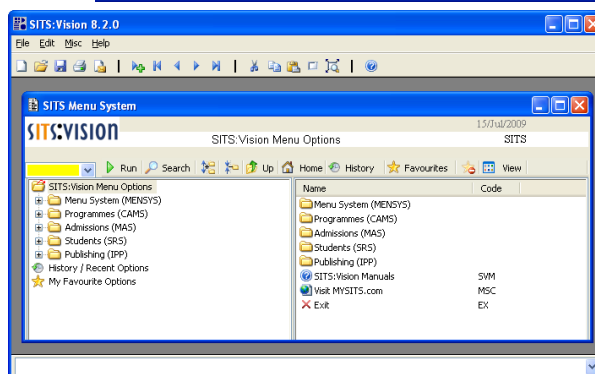 SITS:Vision 8.2.0
File Edit Misc Help
SITS Menu System
SITS:VISION
15/Jul/2009
SITS:Vision Menu Options
SITS
Run Search Up Home History Favourites View
SITS:Vision Menu Options
Menu System (MENSYS)
Programmes (CAMS)
Admissions (MAS)
Students (SRS)
Publishing (IPP)
History / Recent Options
My Favourite Options
Name Code
Menu System (MENSYS)
Programmes (CAMS)
Admissions (MAS)
Students (SRS)
Publishing (IPP)
SITS:Vision Manuals SVM
Visit MYSITS.com MSC
Exit EX